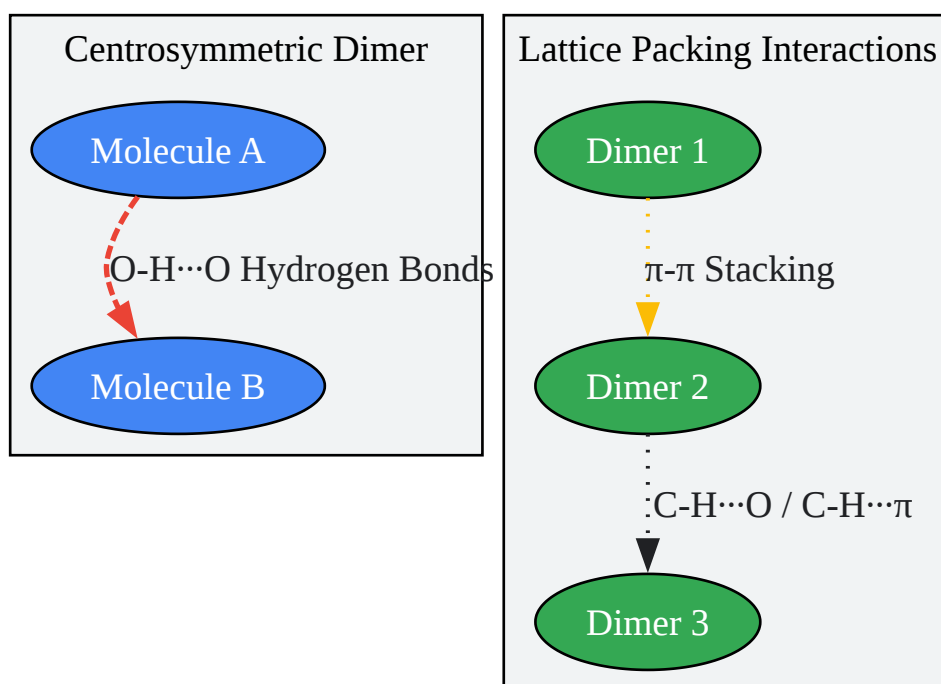 Centrosymmetric Dimer
Molecule A
O-H···O Hydrogen Bonds
Molecule B
Lattice Packing Interactions
Dimer 1
π-π Stacking
Dimer 2
C-H···O / C-H···π
Dimer 3